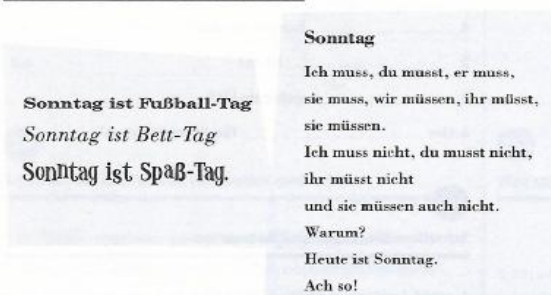 Sonntag ist Fußball-Tag
Sonntag ist Bett-Tag
Sonntag ist Spaß-Tag.
Sonntag
Ich muss, du musst, er muss,
sie muss, wir müssen, ihr müsst,
sie müssen.
Ich muss nicht, du musst nicht,
ihr müsst nicht
und sie müssen auch nicht.
Warum?
Heute ist Sonntag.
Ach so!